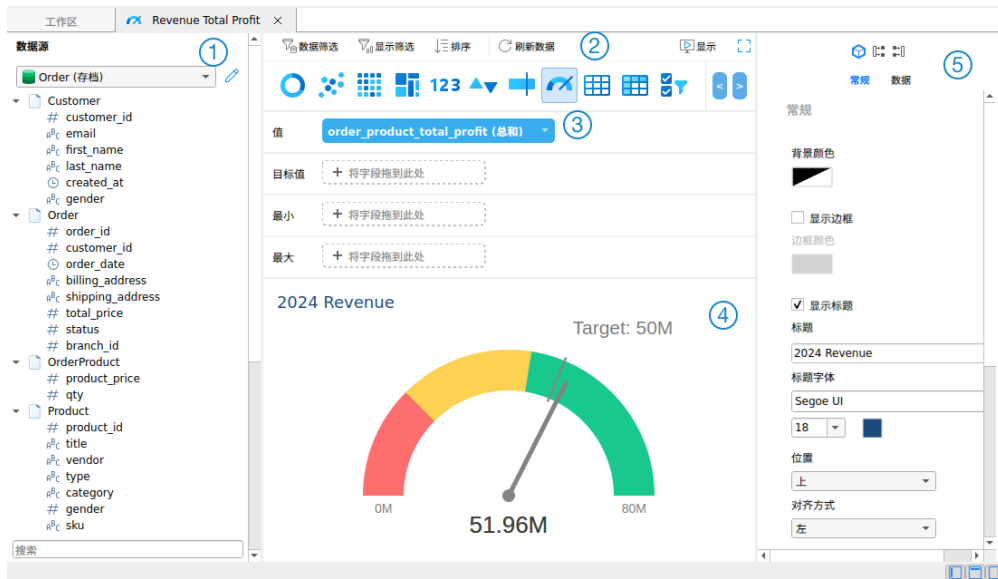 工作区
Revenue Total Profit
数据源
1
Order (存档)
Customer
customer_id
email
first_name
last_name
created_at
gender
Order
order_id
customer_id
order_date
billing_address
shipping_address
total_price
status
branch_id
OrderProduct
product_price
qty
Product
product_id
title
vendor
type
category
gender
sku
搜索
数据筛选
显示筛选
排序
刷新数据
2
显示
123
< >
值
order_product_total_profit (总和)
3
目标值
+ 将字段拖到此处
最小
+ 将字段拖到此处
最大
+ 将字段拖到此处
2024 Revenue
4
Target: 50M
0M
80M
51.96M
5
常规
数据
常规
背景颜色
显示边框
边框颜色
显示标题
标题
2024 Revenue
标题字体
Segoe UI
18
位置
上
对齐方式
左